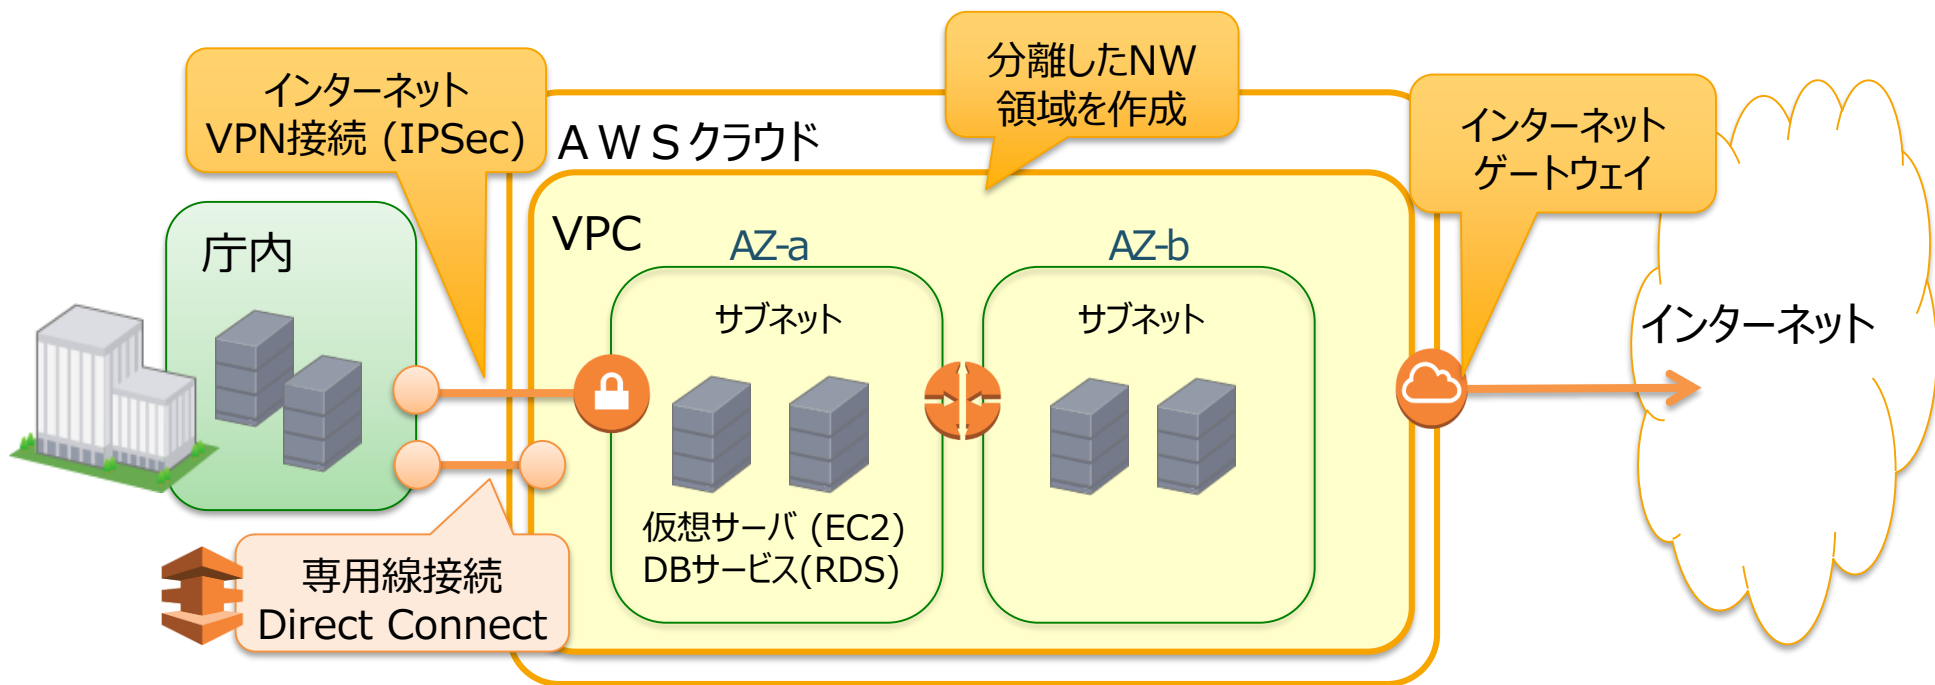 インターネット
VPN接続 (IPSec)
分離したNW
領域を作成
インターネット
ゲートウェイ
ＡＷＳクラウド
VPC
庁内
AZ-a
AZ-b
サブネット
サブネット
インターネット
仮想サーバ (EC2)
DBサービス(RDS)
専用線接続
Direct Connect